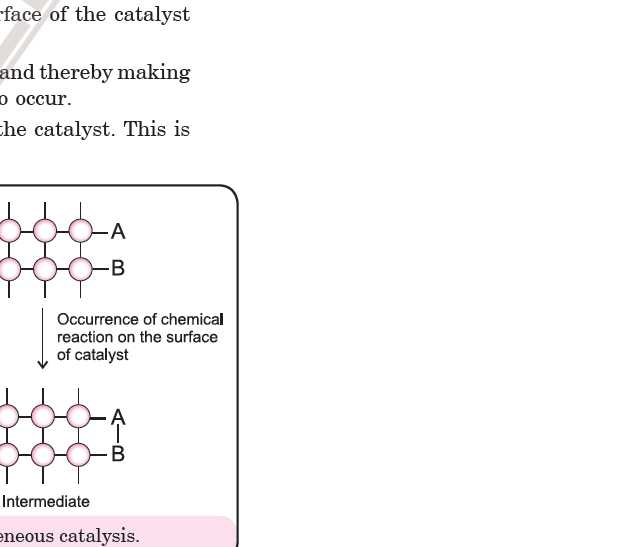 rface of the catalyst
and thereby making
o occur.
the catalyst. This is
A
B
Occurrence of chemical
reaction on the surface
of catalyst
A
B
Intermediate
eneous catalysis.